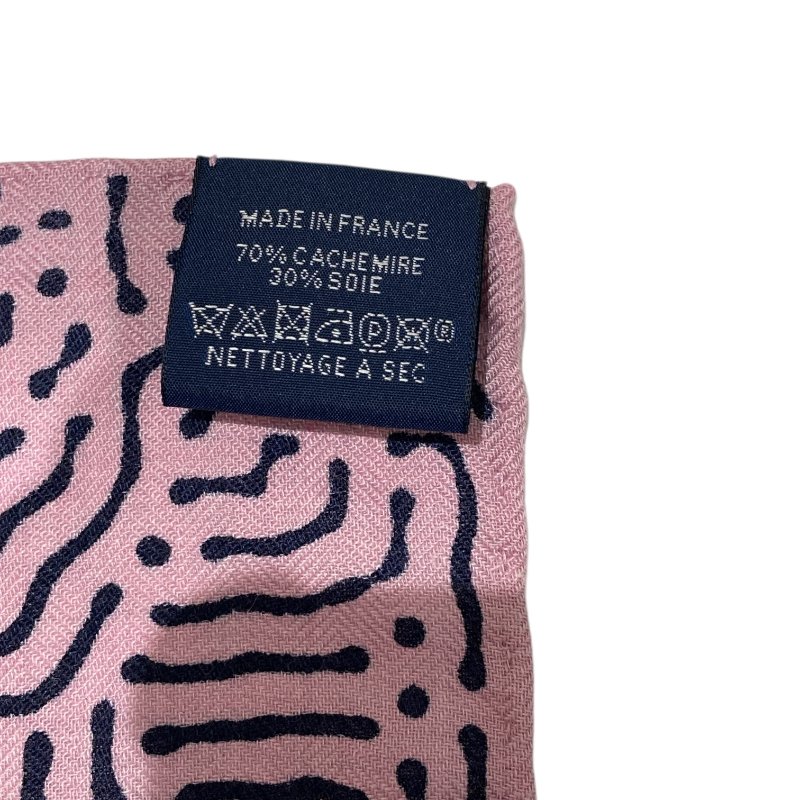 MADE IN FRANCE
70% CACHEMIRE
30% SOIE
P
NETTOYAGE À SEC